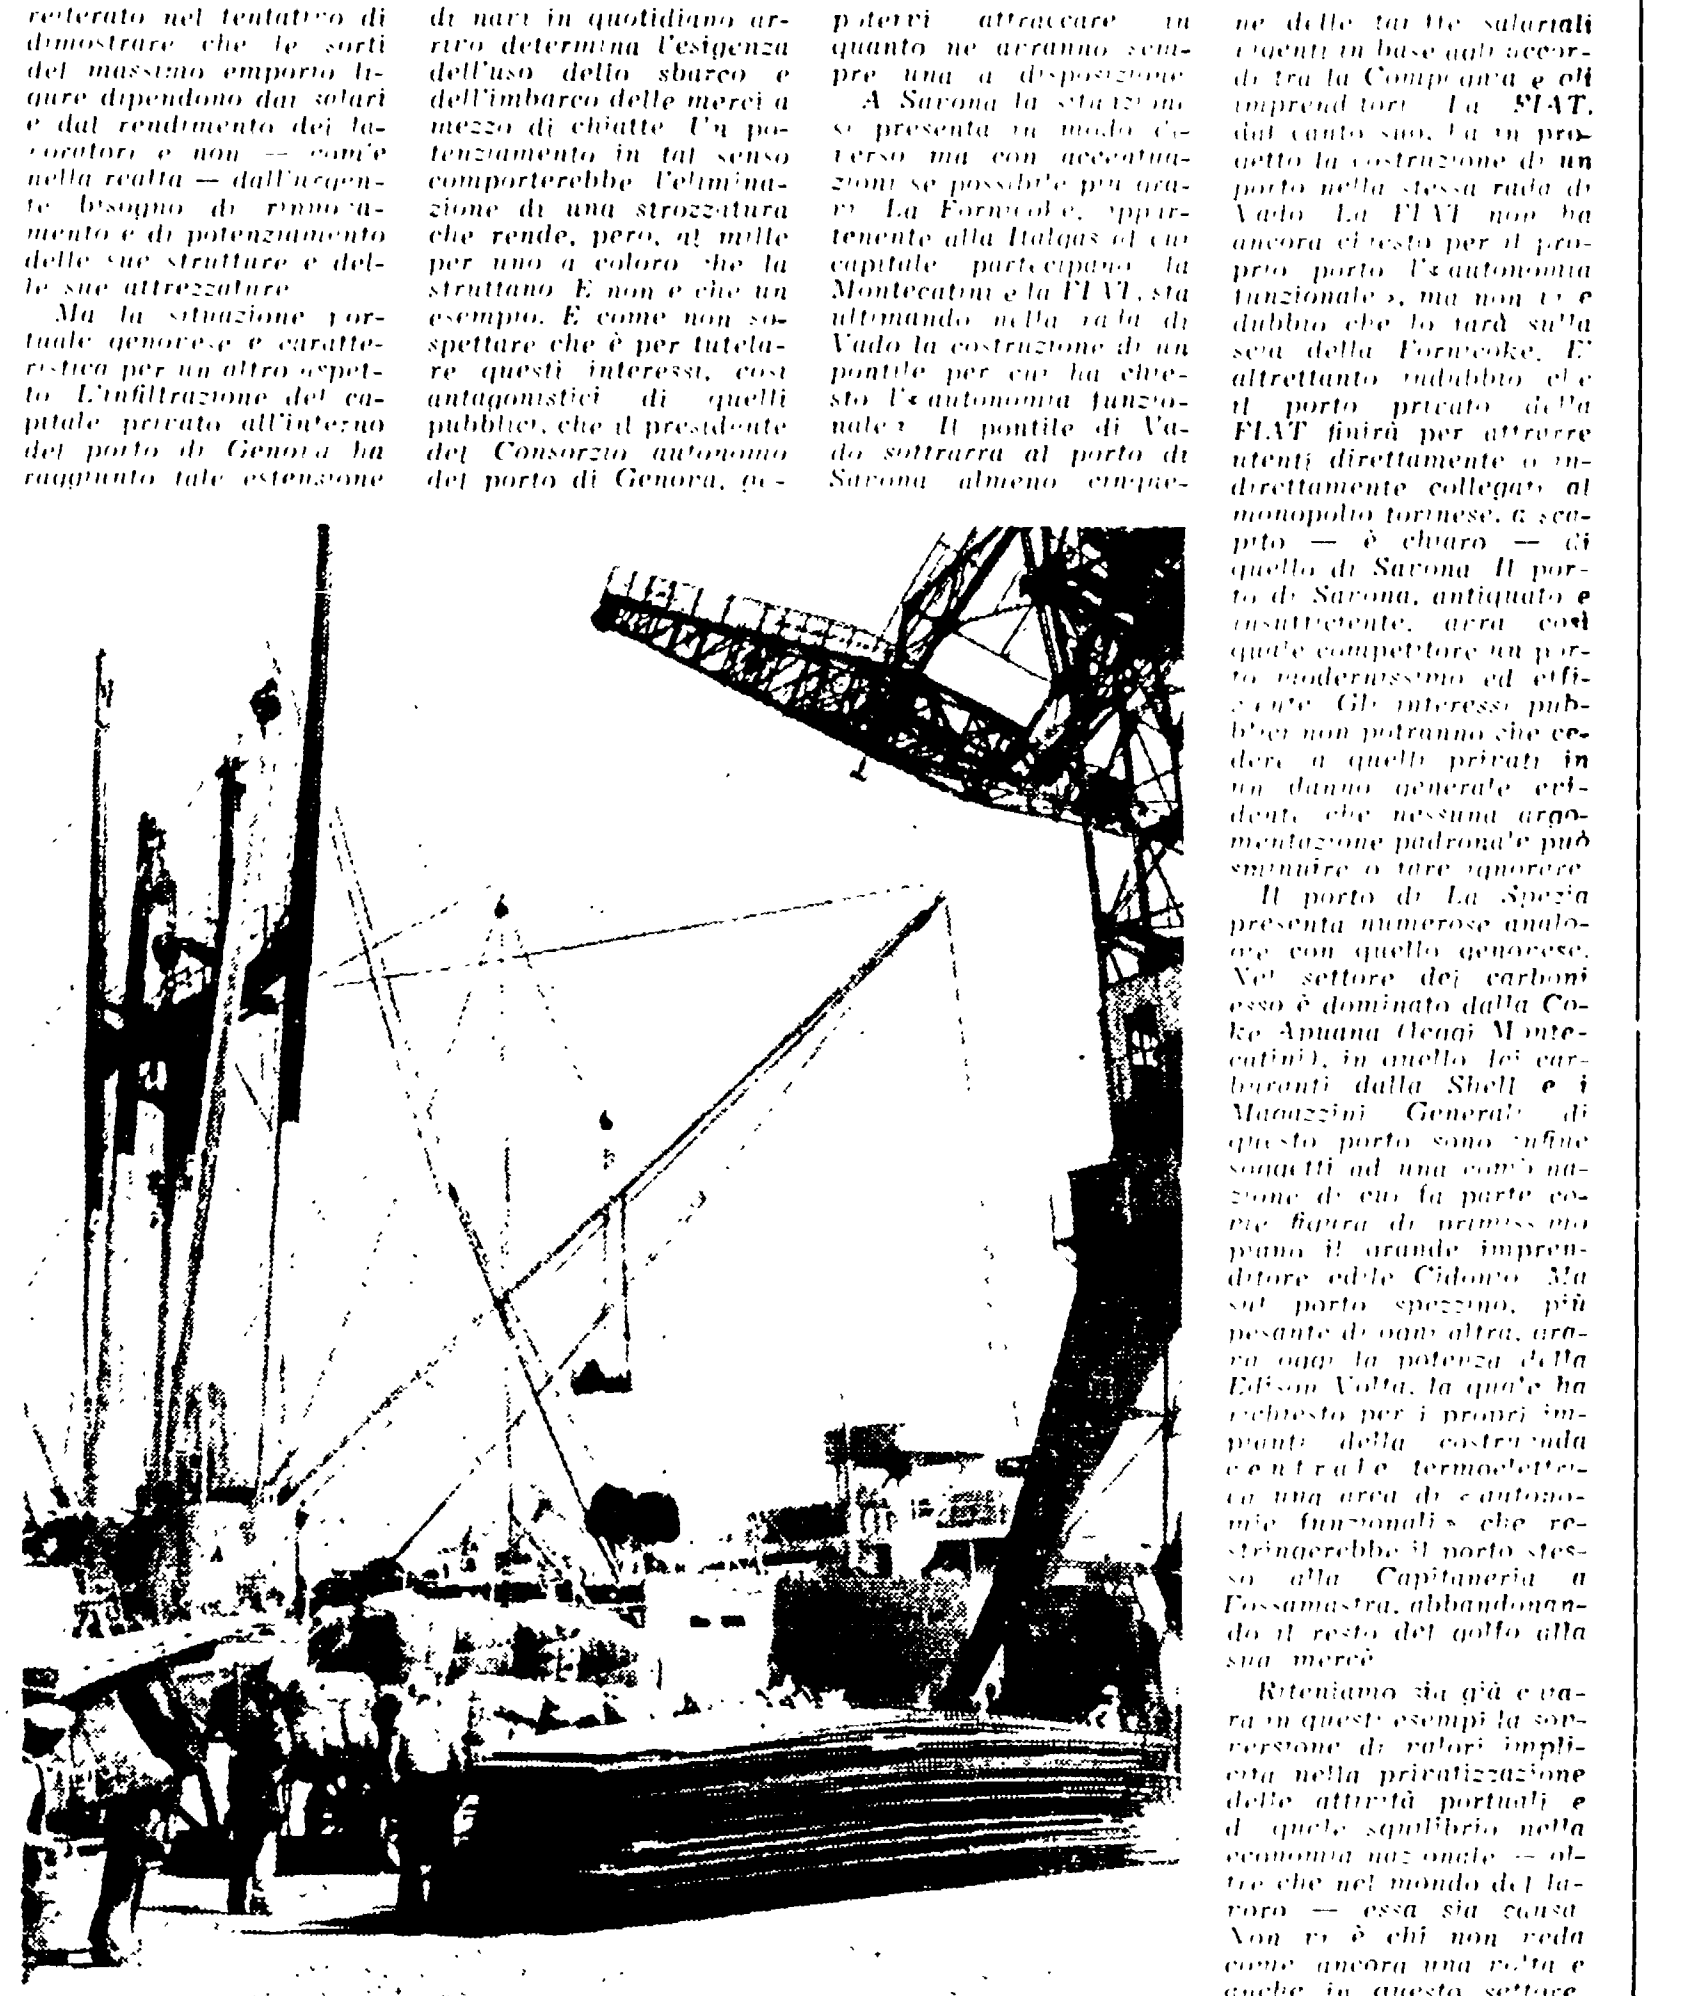 reiterato nel tentativo di
dimostrare che le sorti
del massimo emporio li-
gure dipendono dai salari
e dal rendimento dei la-
voratori e non — com'è
nella realtà — dall'urgen-
te bisogno di rinnova-
mento e di potenziamento
delle sue strutture e del-
le sue attrezzature
Ma la situazione por-
tuale genovese e caratte-
ristica per un altro aspet-
to L'infiltrazione del ca-
pitale privato all'interno
del porto di Genova ha
raggiunto tale estensione
di navi in quotidiano ar-
rivo determina l'esigenza
dell'uso dello sbarco e
dell'imbarco delle merci a
mezzo di chiatte Un po-
tenziamento in tal senso
comporterebbe l'elimina-
zione di una strozzatura
che rende, pero, al mille
per uno a coloro che la
sfruttano E non e che un
esempio. E come non so-
spettare che è per tutela-
re questi interessi, così
antagonistici di quelli
pubblici, che il presidente
del Consorzio autonomo
del porto di Genova, ge-
potervi attraccare in
quanto ne avranno sem-
pre una a disposizione
A Savona la situazione
si presenta in modo di-
verso ma con accentua-
zioni se possibile più gra-
vi La Fornicoke, appar-
tenente alla Italgas al cui
capitale partecipano la
Montecatini e la FIAT, sta
ultimando nella rada di
Vado la costruzione di un
pontile per cui ha chie-
sto l'« autonomia funzio-
nale » Il pontile di Va-
do sottrarra al porto di
Savona almeno cinque-
ne delle tariffe salariali
vigenti in base agli accor-
di tra la Compagnia e gli
imprenditori La FIAT,
dal canto suo, ha in pro-
getto la costruzione di un
porto nella stessa rada di
Vado La FIAT non ha
ancora chiesto per il pro-
prio porto l'« autonomia
funzionale », ma non vi e
dubbio che lo farà sulla
scia della Fornicoke. E'
altrettanto indubbio che
il porto privato della
FIAT finirà per attrarre
utenti direttamente o in-
direttamente collegati al
monopolio torinese, a sca-
pito — è chiaro — di
quello di Savona Il por-
to di Savona, antiquato e
insufficiente, avra così
quale competitore un por-
to modernissimo ed effi-
ciente Gli interessi pub-
blici non potranno che ce-
dere a quelli privati in
un danno generale evi-
dente che nessuna argo-
mentazione padronale può
sminuire o fare ignorare
Il porto di La Spezia
presenta numerose analo-
gie con quello genovese.
Nel settore dei carboni
esso è dominato dalla Co-
ke Apuana (leggi Monte-
catini), in quello dei car-
buranti dalla Shell e i
Magazzini Generali di
questo porto sono infine
soggetti ad una combina-
zione di cui fa parte co-
me figura di primissimo
piano il grande impren-
ditore edile Cidonio Ma
sul porto spezzino, più
pesante di ogni altra, gra-
va oggi la potenza della
Edison Volta, la quale ha
richiesto per i propri im-
pianti della costruenda
centrale termoelettri-
ca una area di « autono-
mie funzionali » che re-
stringerebbe il porto stes-
so alla Capitaneria a
Fossamastra, abbandonan-
do il resto del golfo alla
sua mercè
Riteniamo sia già chia-
ra in questi esempi la sov-
versione di valori impli-
cita nella privatizzazione
delle attività portuali e
di quale squilibrio nella
economia nazionale — ol-
tre che nel mondo del la-
voro — essa sia causa
Non vi è chi non veda
come ancora una volta e
anche in questo settore